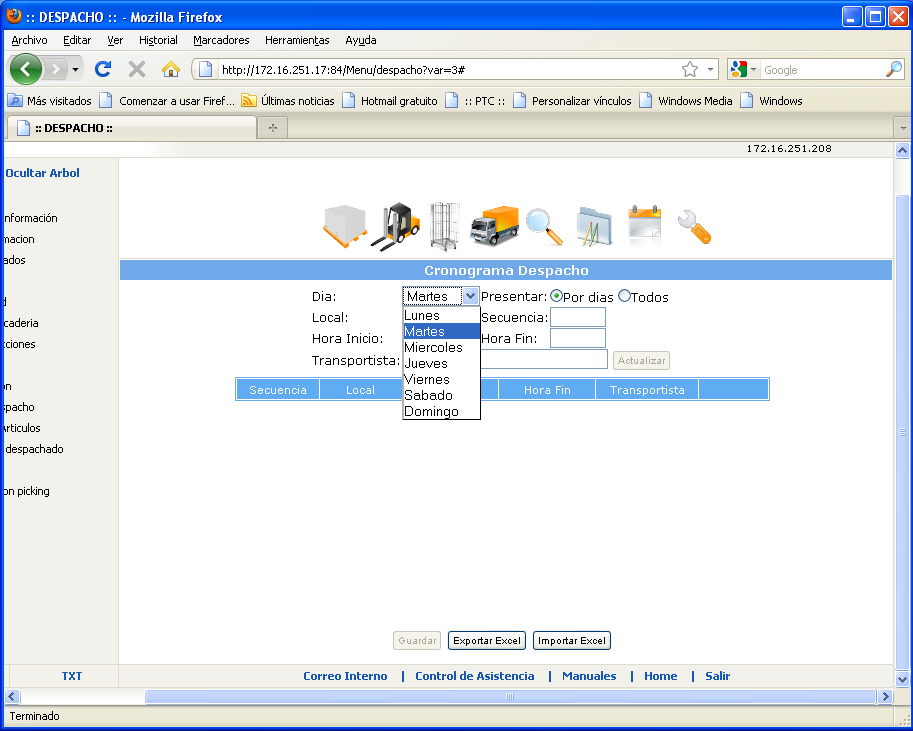 :: DESPACHO :: - Mozilla Firefox
Archivo Editar Ver Historial Marcadores Herramientas Ayuda
http://172.16.251.17:84/Menu/despacho?var=3# Google
Más visitados Comenzar a usar Firef... Últimas noticias Hotmail gratuito :: PTC :: Personalizar vínculos Windows Media Windows
:: DESPACHO ::
172.16.251.208
Ocultar Arbol
nformación
macion
ados
d
caderia
cciones
on
spacho
Articulos
despachado
on picking
TXT
Cronograma Despacho
Dia: Martes Presentar: Por dias Todos
Local: Secuencia:
Hora Inicio: Hora Fin:
Transportista: Actualizar
Lunes
Martes
Miercoles
Jueves
Viernes
Sabado
Domingo
Secuencia Local Hora Fin Transportista
Guardar Exportar Excel Importar Excel
Correo Interno | Control de Asistencia | Manuales | Home | Salir
Terminado